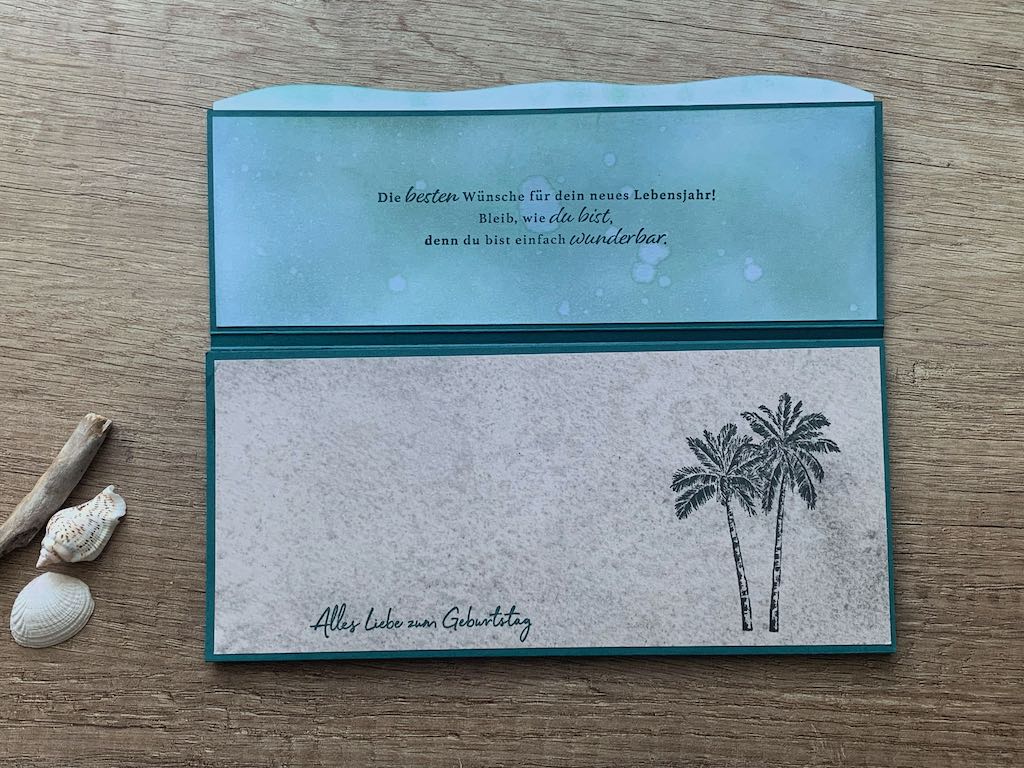 Die besten Wünsche für dein neues Lebensjahr!
Bleib, wie du bist,
denn du bist einfach wunderbar.
Alles Liebe zum Geburtstag